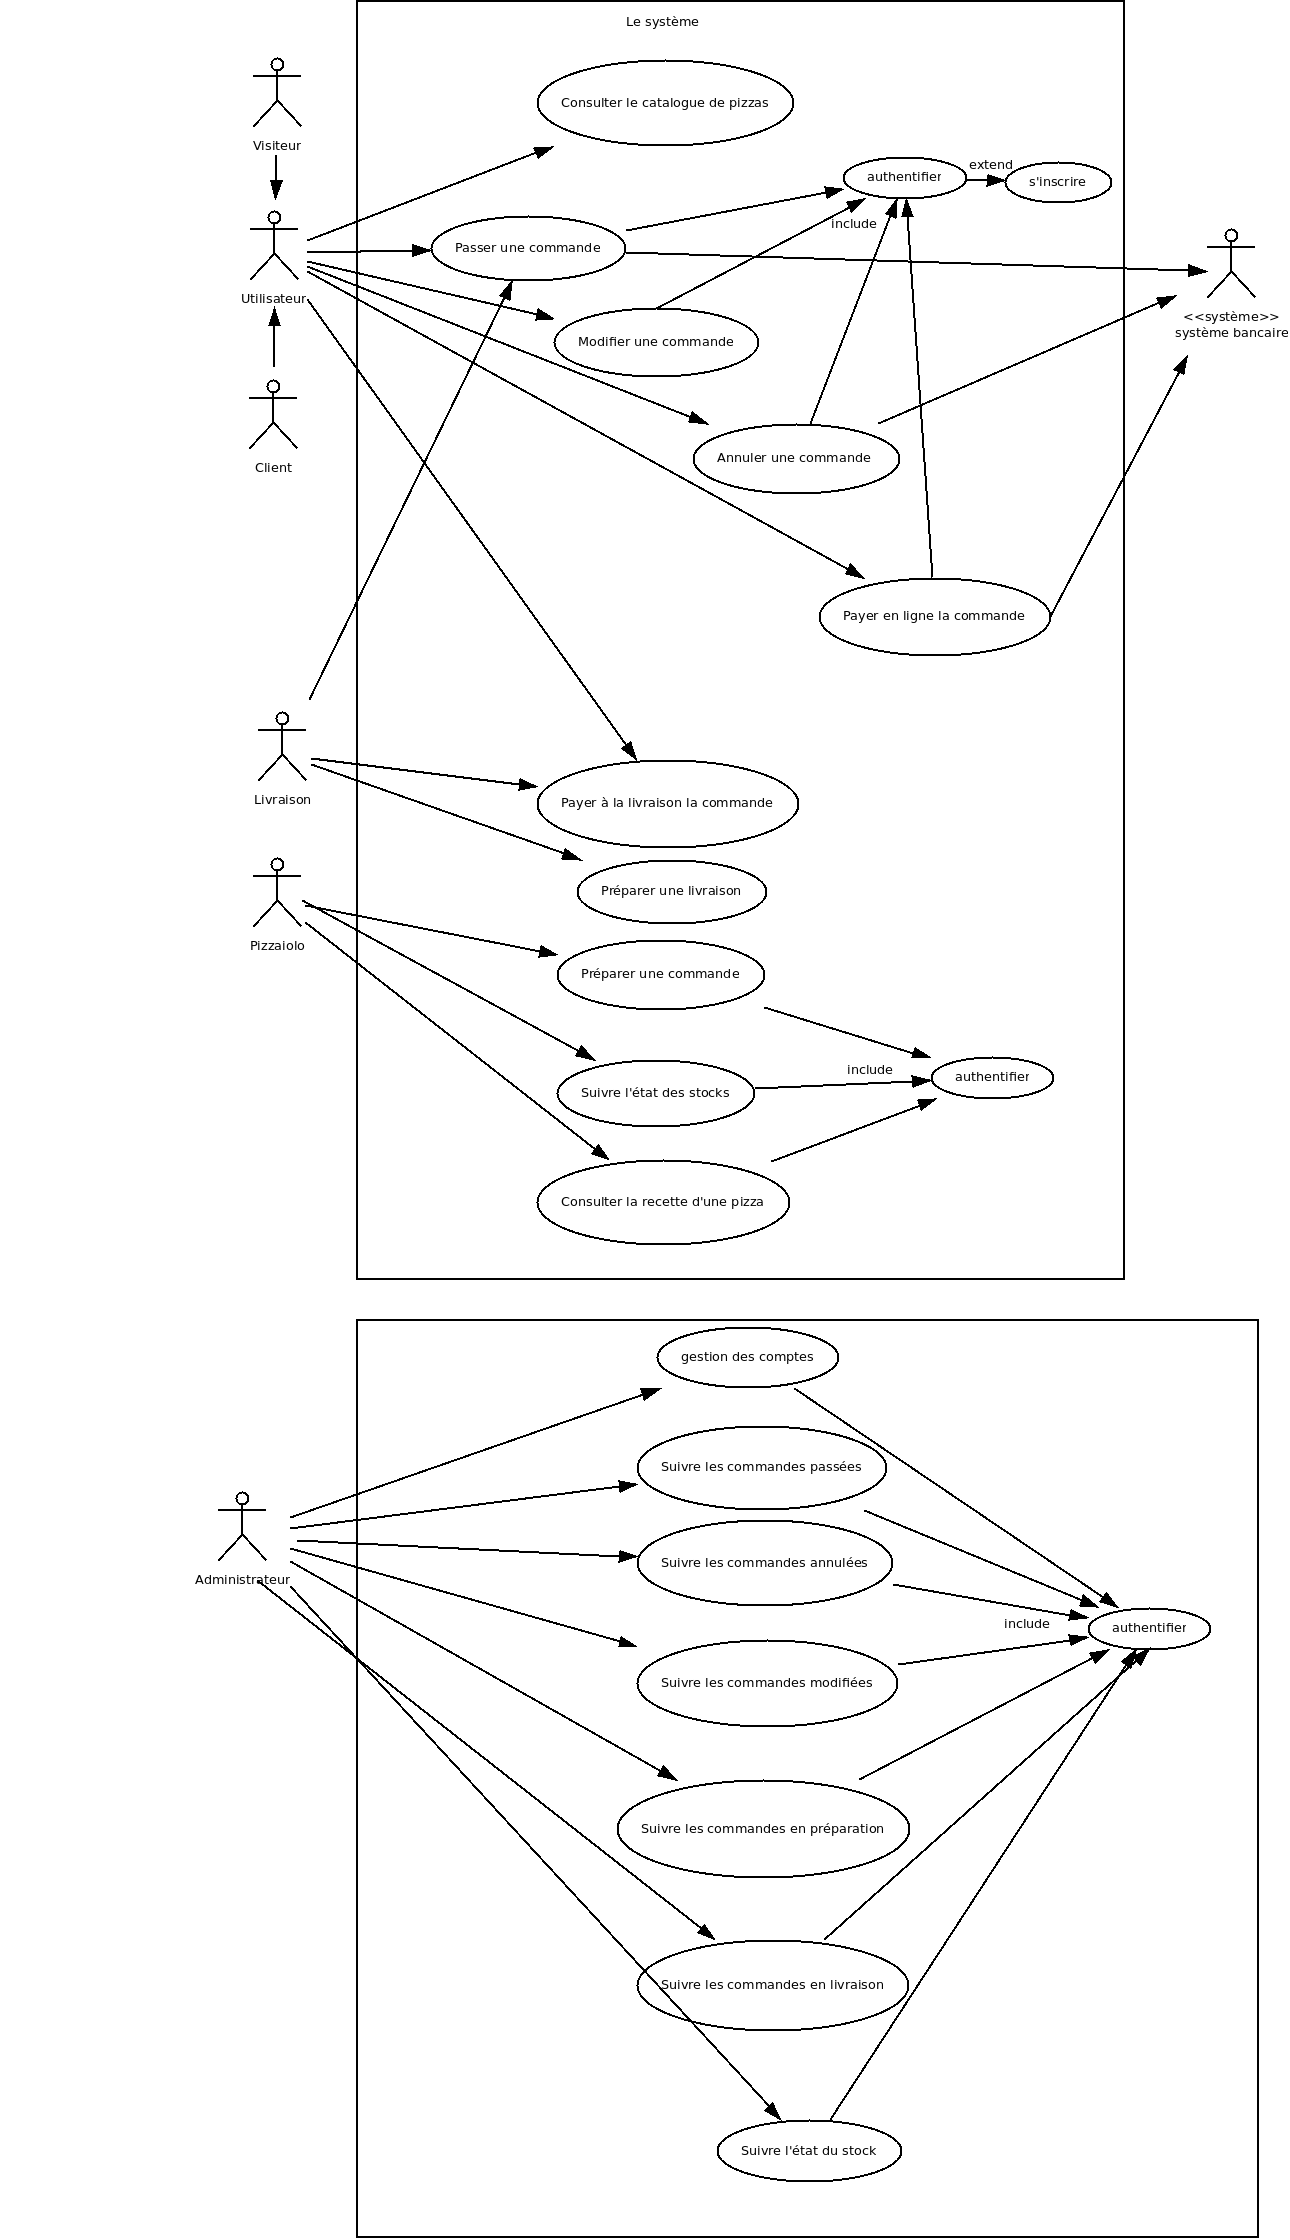 Le système
Consulter le catalogue de pizzas
Visiteur
extend
authentifier
s'inscrire
include
Passer une commande
Utilisateur
<<système>>
système bancaire
Modifier une commande
Client
Annuler une commande
Payer en ligne la commande
Livraison
Payer à la livraison la commande
Préparer une livraison
Pizzaiolo
Préparer une commande
include
authentifier
Suivre l'état des stocks
Consulter la recette d'une pizza
gestion des comptes
Suivre les commandes passées
Suivre les commandes annulées
Administrateur
include
authentifier
Suivre les commandes modifiées
Suivre les commandes en préparation
Suivre les commandes en livraison
Suivre l'état du stock